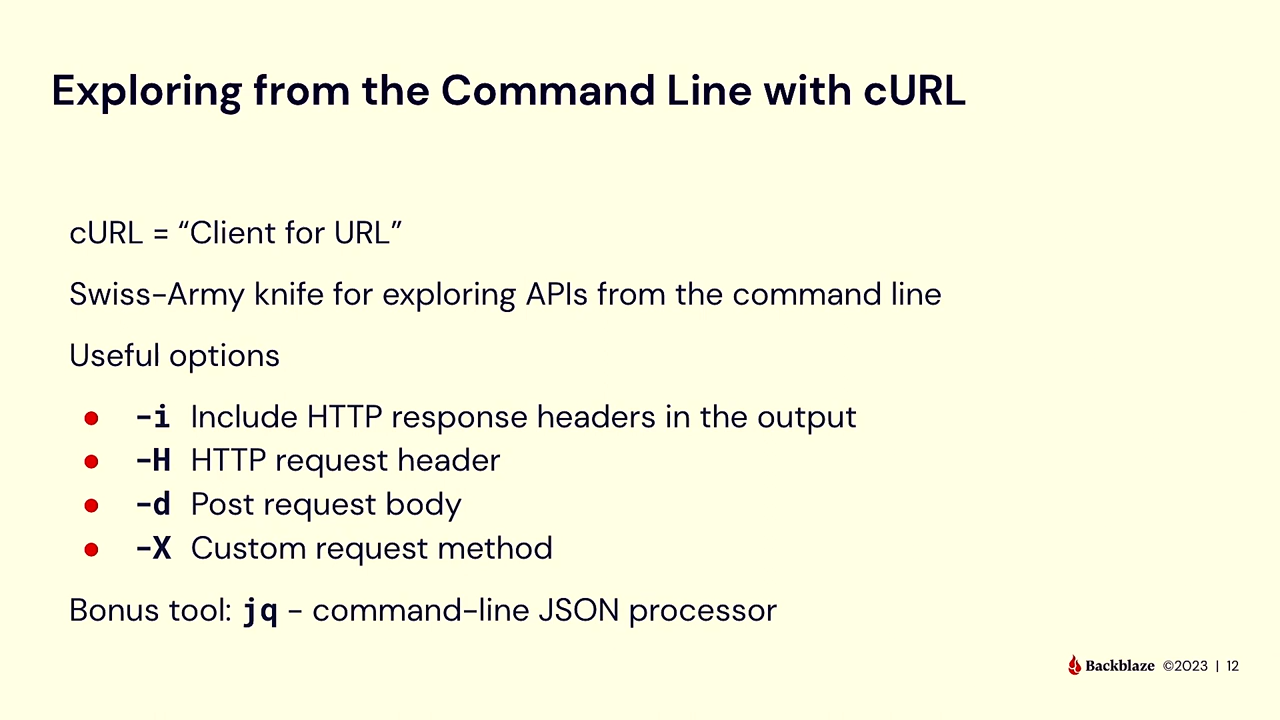 Exploring from the Command Line with cURL
cURL = “Client for URL”
Swiss-Army knife for exploring APIs from the command line
Useful options
● -i Include HTTP response headers in the output
● -H HTTP request header
● -d Post request body
● -X Custom request method
Bonus tool: jq - command-line JSON processor
Backblaze ©2023 | 12